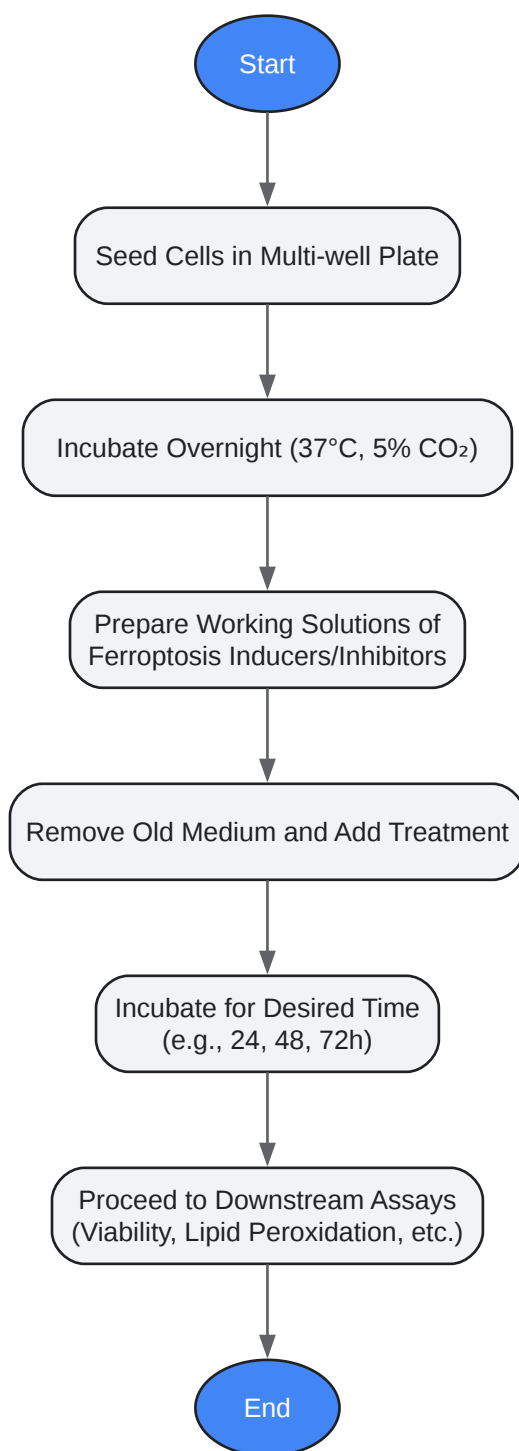 Start
Seed Cells in Multi-well Plate
Incubate Overnight (37°C, 5% CO₂)
Prepare Working Solutions of
Ferroptosis Inducers/Inhibitors
Remove Old Medium and Add Treatment
Incubate for Desired Time
(e.g., 24, 48, 72h)
Proceed to Downstream Assays
(Viability, Lipid Peroxidation, etc.)
End